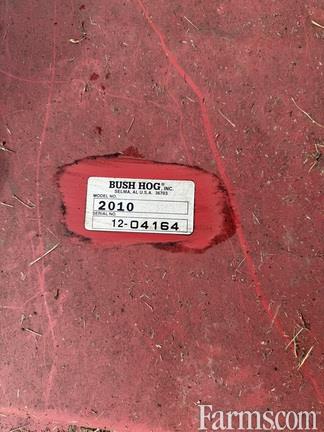 BUSH HOG® INC.
SELMA, AL U.S.A. 36703
MODEL NO.
2010
SERIAL NO.
12-04164
Farms.com